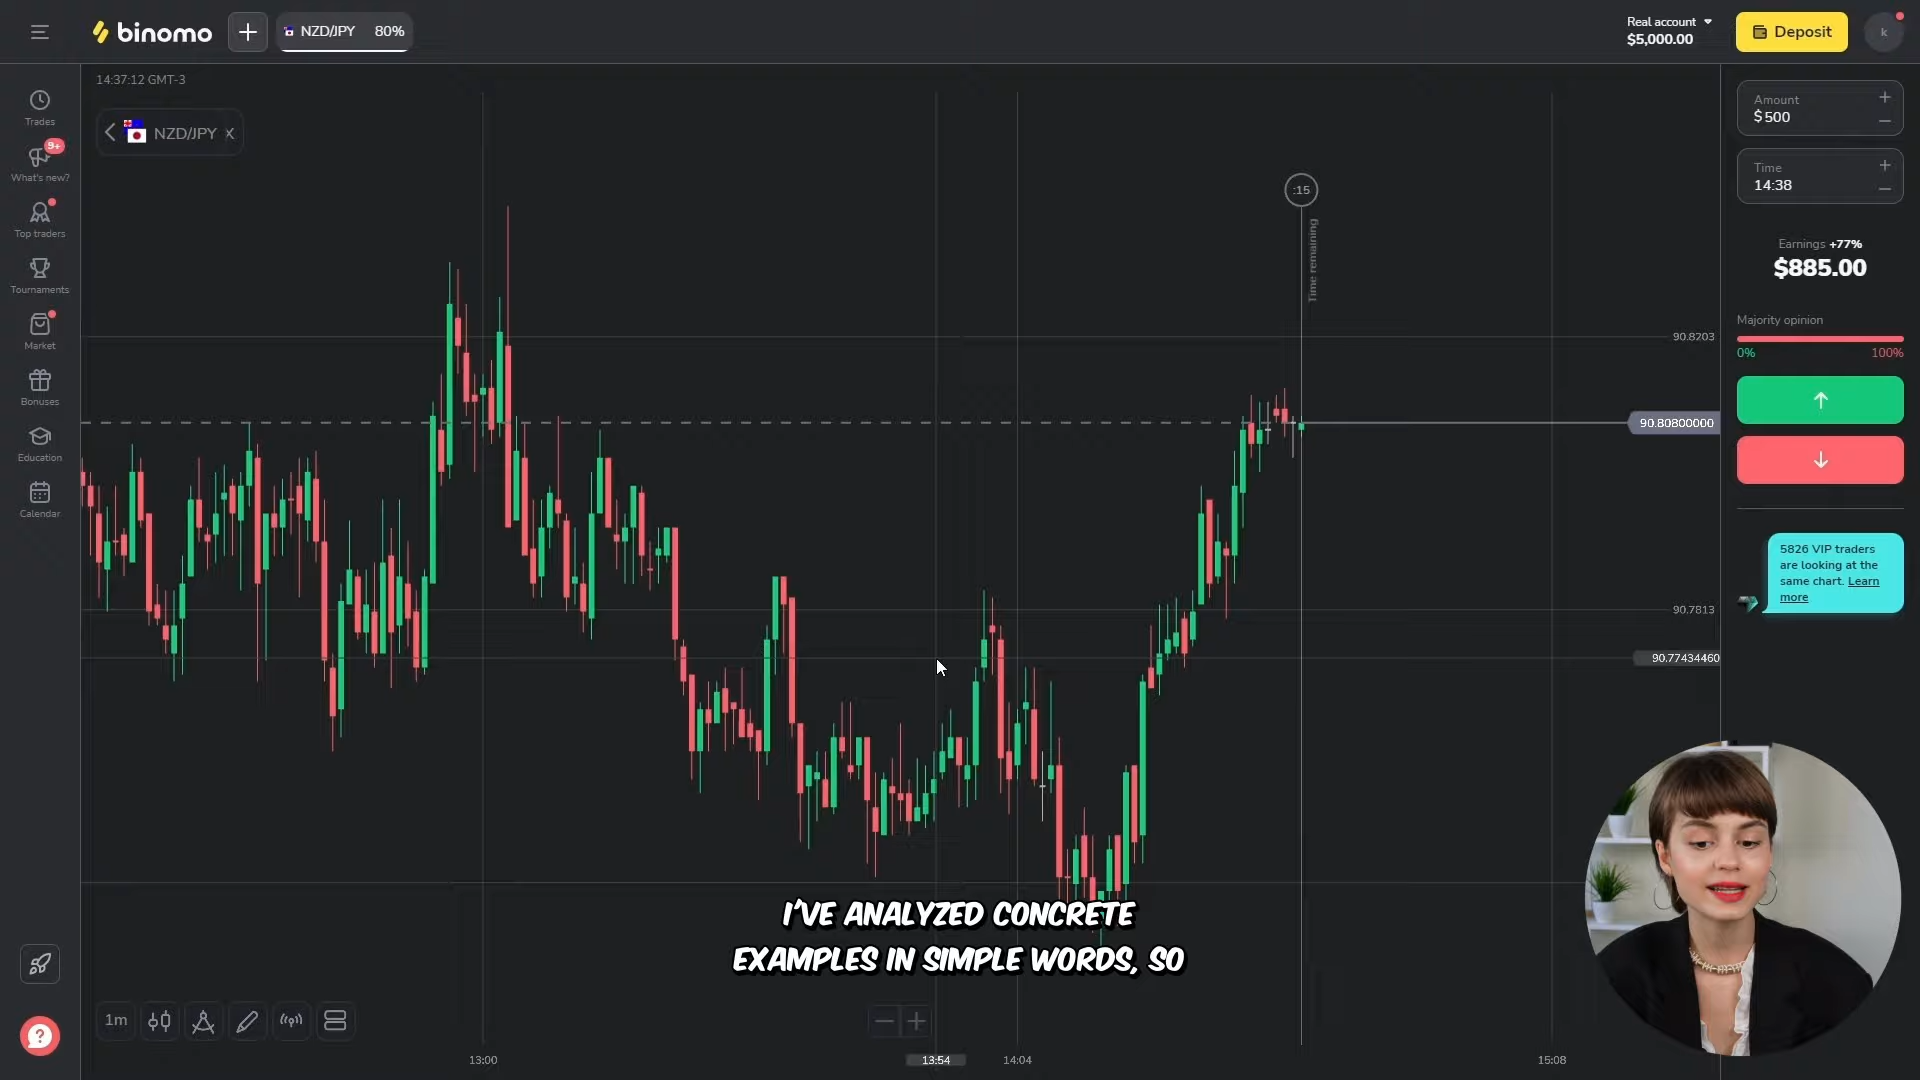 binomo
NZD/JPY 80%
Real account
$5,000.00
Deposit
k
14:37:12 GMT-3
NZD/JPY x
Trades
9+
What's new?
Top traders
Tournaments
Market
Bonuses
Education
Calendar
:15
Time remaining
90.8203
90.80800000
90.7813
90.77434460
Amount
$500
Time
14:38
Earnings +77%
$885.00
Majority opinion
0% 100%
5826 VIP traders
are looking at the
same chart. Learn
more
I'VE ANALYZED CONCRETE
EXAMPLES IN SIMPLE WORDS, SO
1m
?
13:00 13:54 14:04 15:08